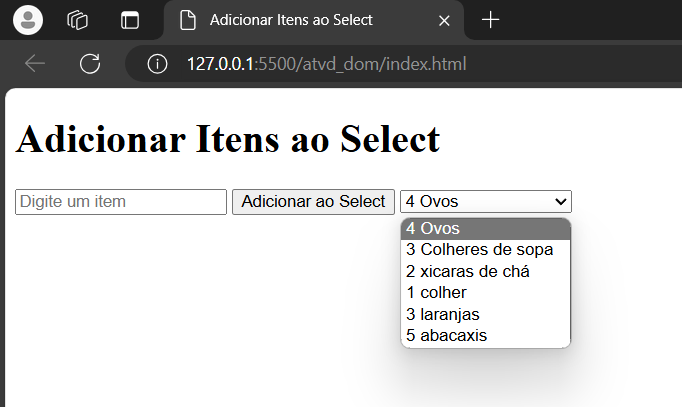 Adicionar Itens ao Select
127.0.0.1:5500/atvd_dom/index.html
Adicionar Itens ao Select
Digite um item Adicionar ao Select 4 Ovos
4 Ovos
3 Colheres de sopa
2 xicaras de chá
1 colher
3 laranjas
5 abacaxis